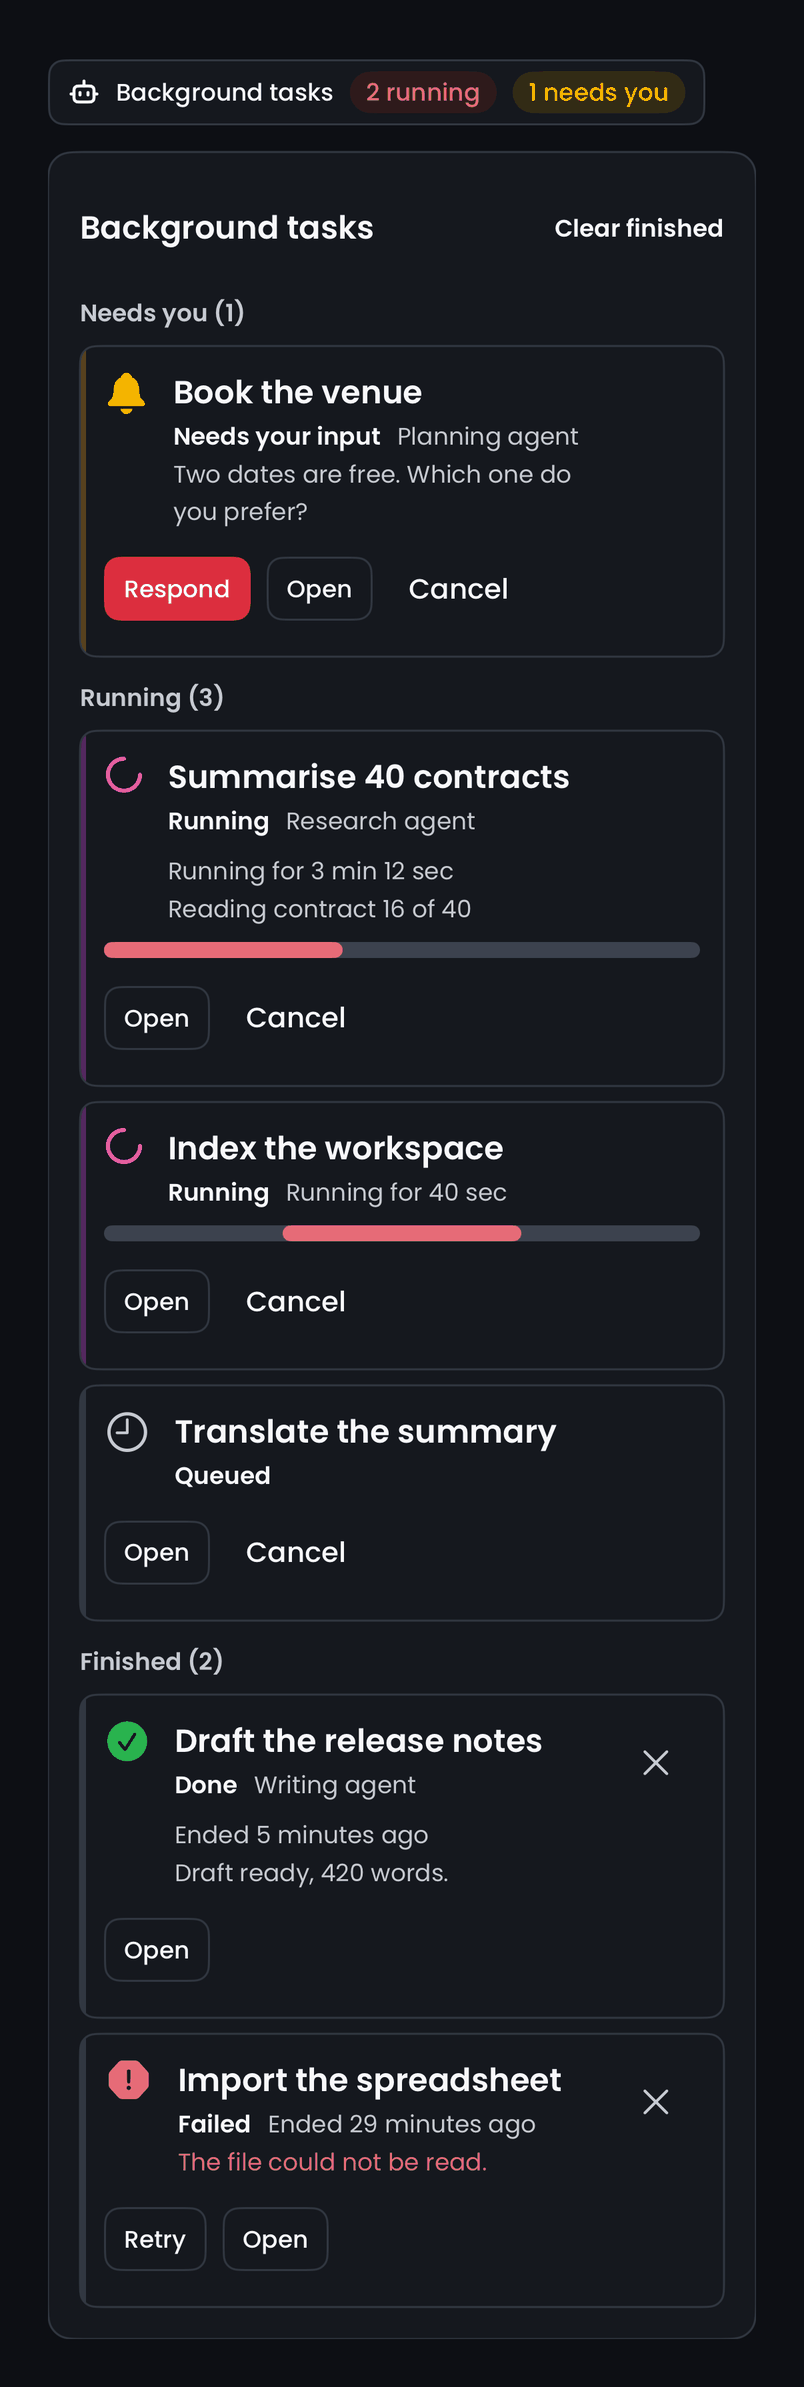 Background tasks 2 running 1 needs you
Background tasks Clear finished
Needs you (1)
Book the venue
Needs your input Planning agent
Two dates are free. Which one do
you prefer?
Respond Open Cancel
Running (3)
Summarise 40 contracts
Running Research agent
Running for 3 min 12 sec
Reading contract 16 of 40
Open Cancel
Index the workspace
Running Running for 40 sec
Open Cancel
Translate the summary
Queued
Open Cancel
Finished (2)
Draft the release notes
Done Writing agent
Ended 5 minutes ago
Draft ready, 420 words.
Open
Import the spreadsheet
Failed Ended 29 minutes ago
The file could not be read.
Retry Open